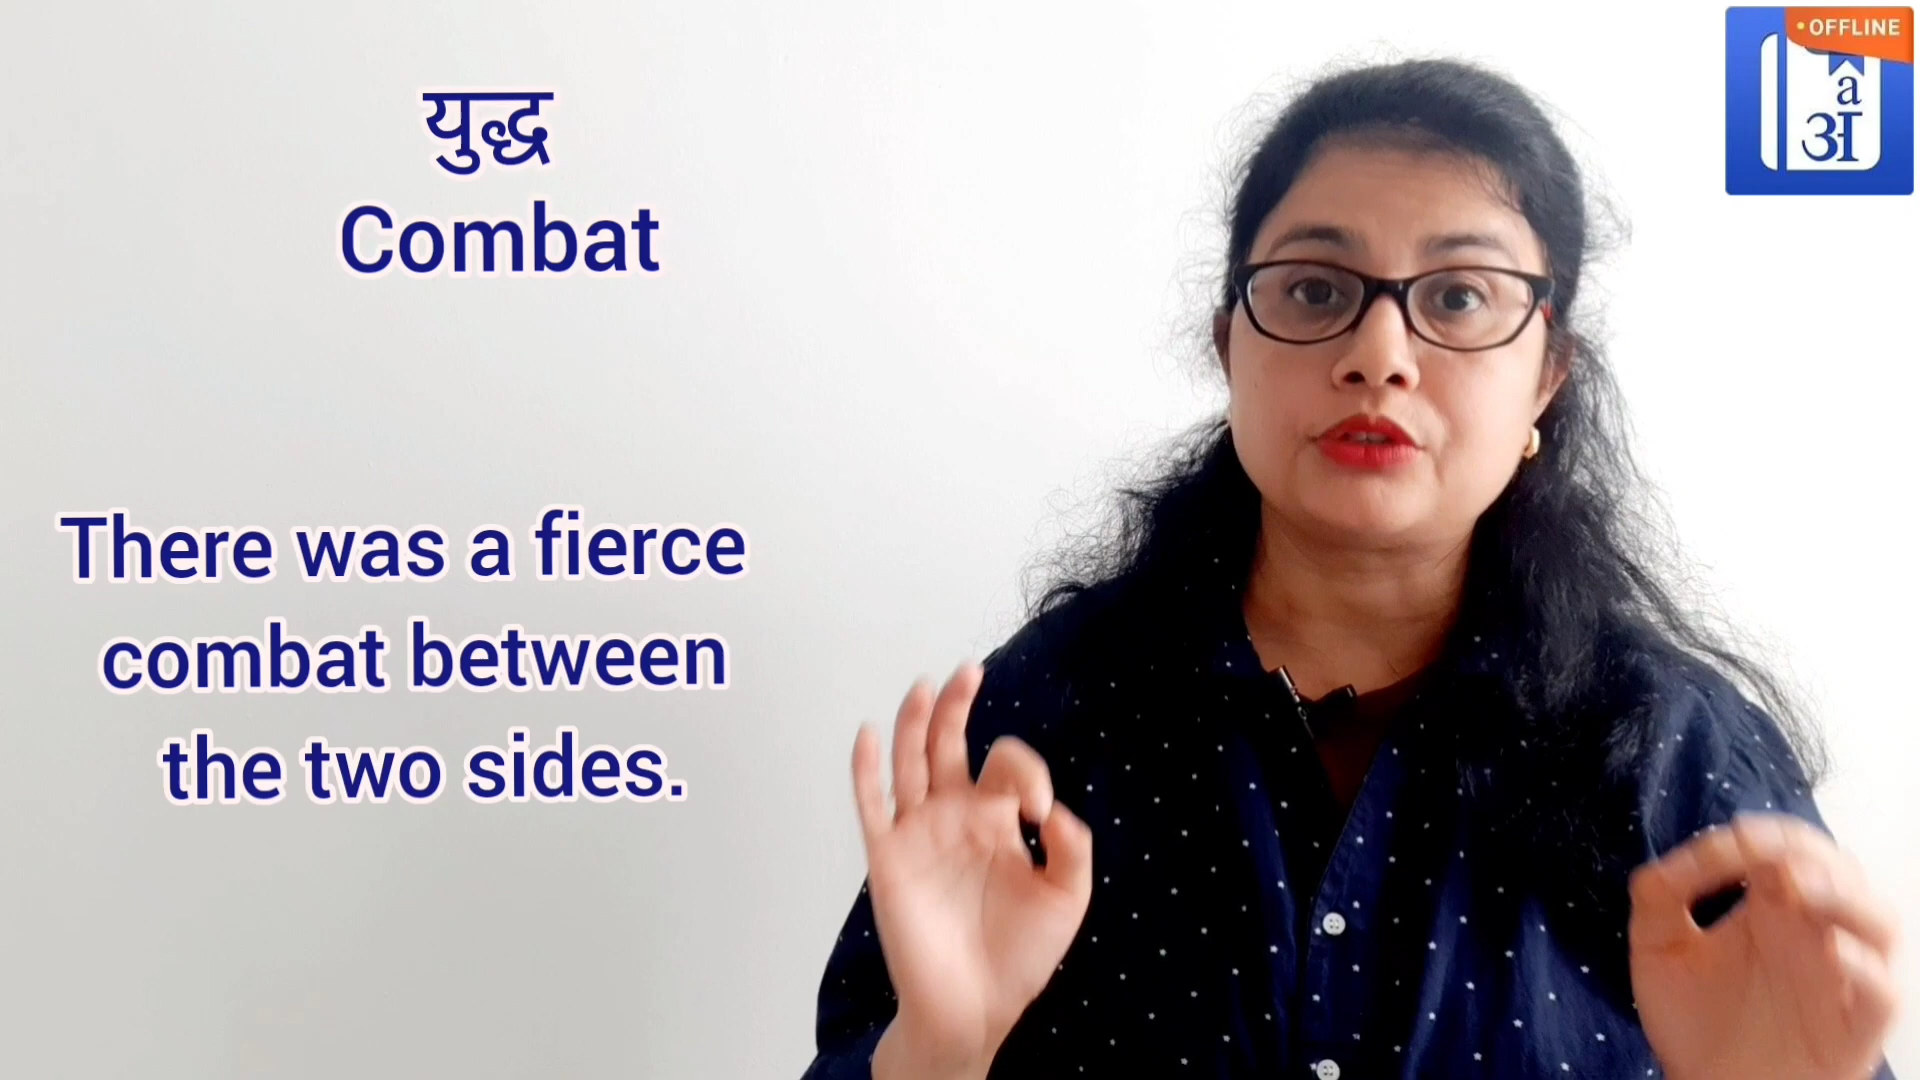 युद्ध
Combat
There was a fierce
combat between
the two sides.
• OFFLINE
a
अ